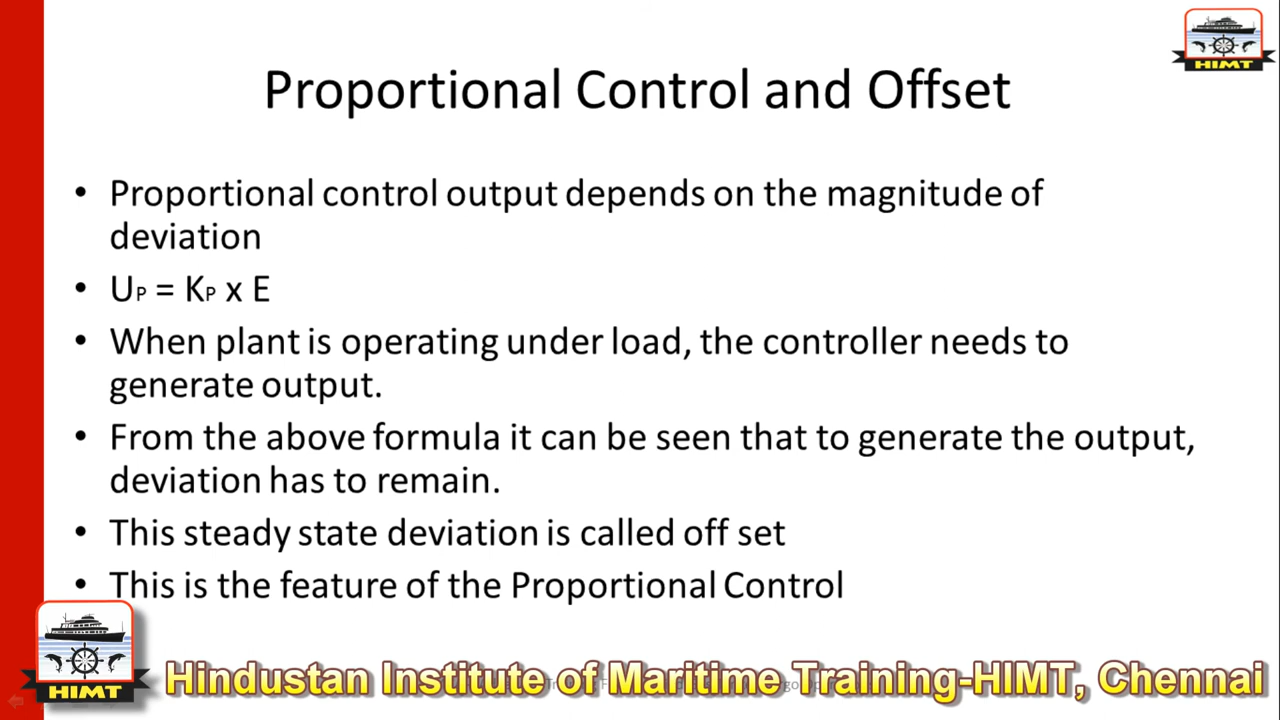 HIMT
Proportional Control and Offset
• Proportional control output depends on the magnitude of
deviation
• UP = KP x E
• When plant is operating under load, the controller needs to
generate output.
• From the above formula it can be seen that to generate the output,
deviation has to remain.
• This steady state deviation is called off set
• This is the feature of the Proportional Control
HIMT
Hindustan Institute of Maritime Training-HIMT, Chennai